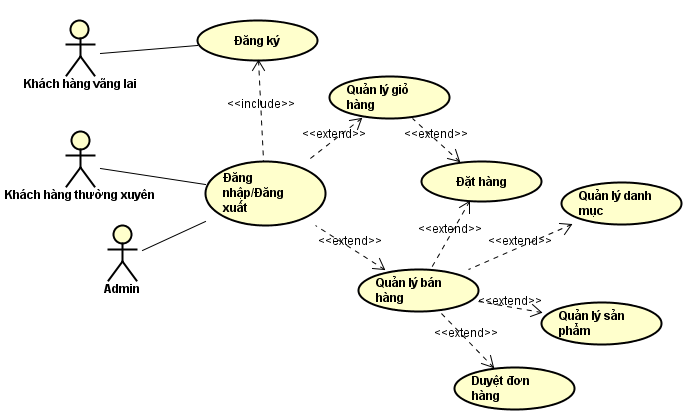 Đăng ký
Khách hàng vãng lai
Quản lý giỏ
hàng
<<include>>
<<extend>>
<<extend>>
Khách hàng thường xuyên
Đăng
nhập/Đăng
xuất
Đặt hàng
Quản lý danh
mục
<<extend>>
<<extend>>
<<extend>>
Admin
Quản lý bán
hàng
<<extend>>
Quản lý sản
phẩm
<<extend>>
Duyệt đơn
hàng